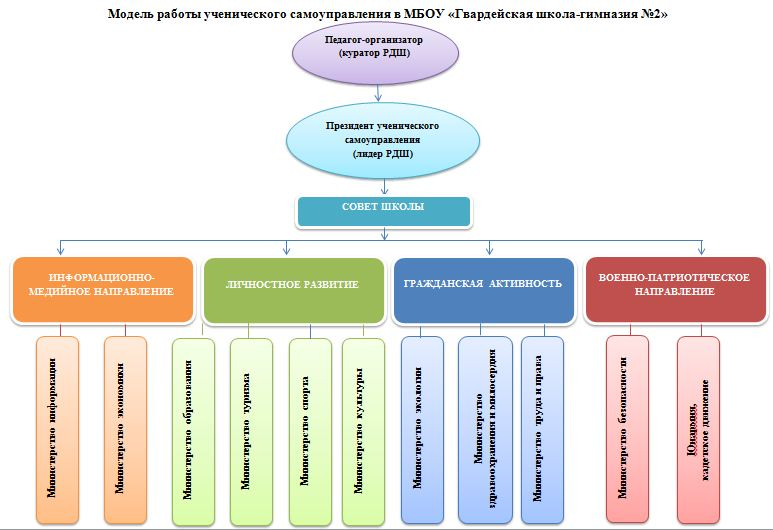 Модель работы ученического самоуправления в МБОУ «Гвардейская школа-гимназия №2»
Педагог-организатор
(куратор РДШ)
Президент ученического
самоуправления
(лидер РДШ)
СОВЕТ ШКОЛЫ
ИНФОРМАЦИОННО-
МЕДИЙНОЕ НАПРАВЛЕНИЕ
ЛИЧНОСТНОЕ РАЗВИТИЕ
ГРАЖДАНСКАЯ АКТИВНОСТЬ
ВОЕННО-ПАТРИОТИЧЕСКОЕ
НАПРАВЛЕНИЕ
Министерство информации
Министерство экономики
Министерство образования
Министерство туризма
Министерство спорта
Министерство культуры
Министерство экологии
Министерство
здравоохранения и милосердия
Министерство труда и права
Министерство безопасности
Юнармия,
кадетское движение